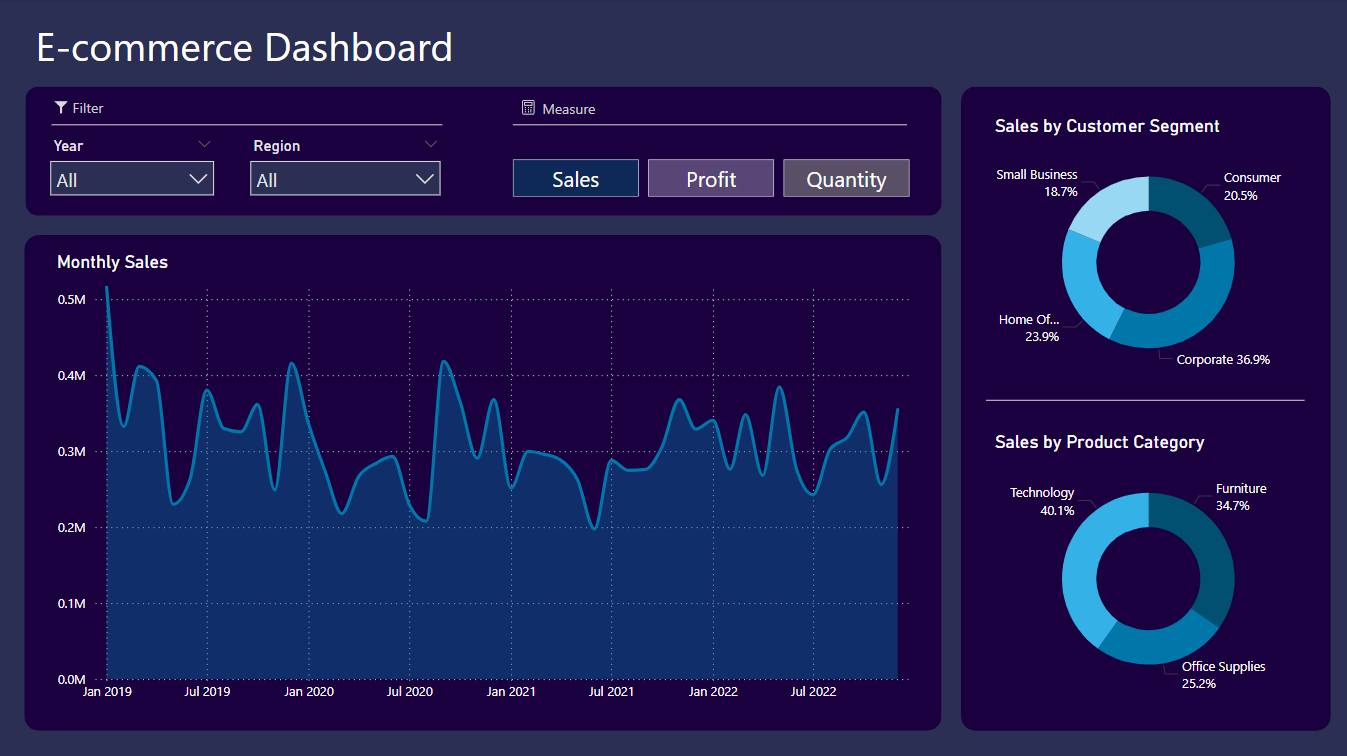 E-commerce Dashboard
Filter
Measure
Year
Region
All
All
Sales
Profit
Quantity
Monthly Sales
0.5M
0.4M
0.3M
0.2M
0.1M
0.0M
Jan 2019
Jul 2019
Jan 2020
Jul 2020
Jan 2021
Jul 2021
Jan 2022
Jul 2022
Sales by Customer Segment
Small Business
18.7%
Consumer
20.5%
Home Of...
23.9%
Corporate 36.9%
Sales by Product Category
Technology
40.1%
Furniture
34.7%
Office Supplies
25.2%